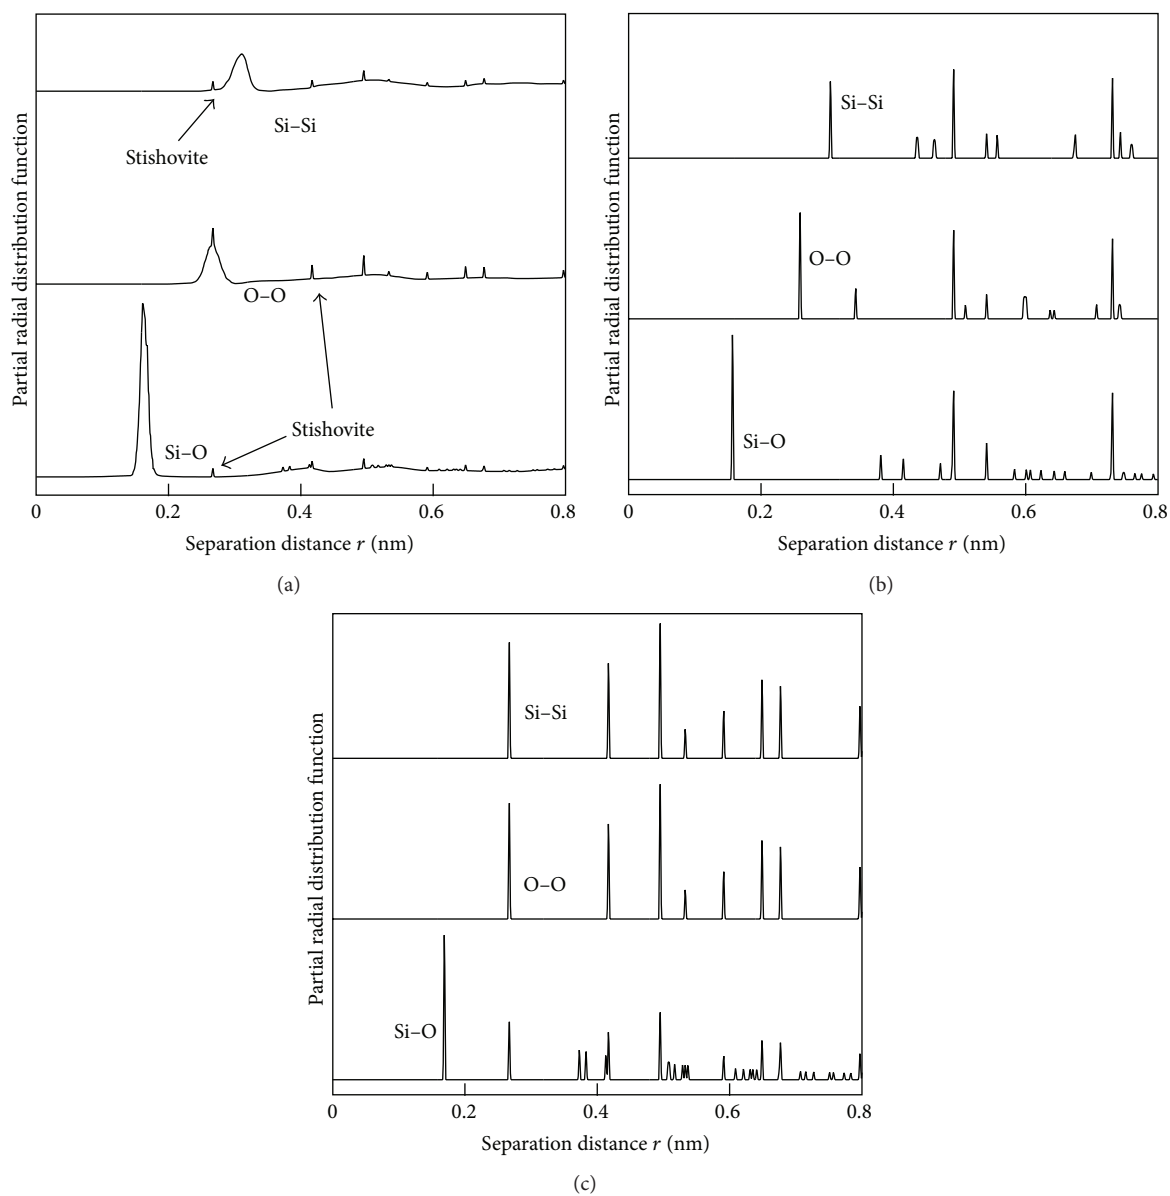 Partial radial distribution function
Si–Si
Stishovite
O–O
Stishovite
Si–O
0 0.2 0.4 0.6 0.8
Separation distance r (nm)
(a)
Partial radial distribution function
Si–Si
O–O
Si–O
0 0.2 0.4 0.6 0.8
Separation distance r (nm)
(b)
Partial radial distribution function
Si–Si
O–O
Si–O
0 0.2 0.4 0.6 0.8
Separation distance r (nm)
(c)